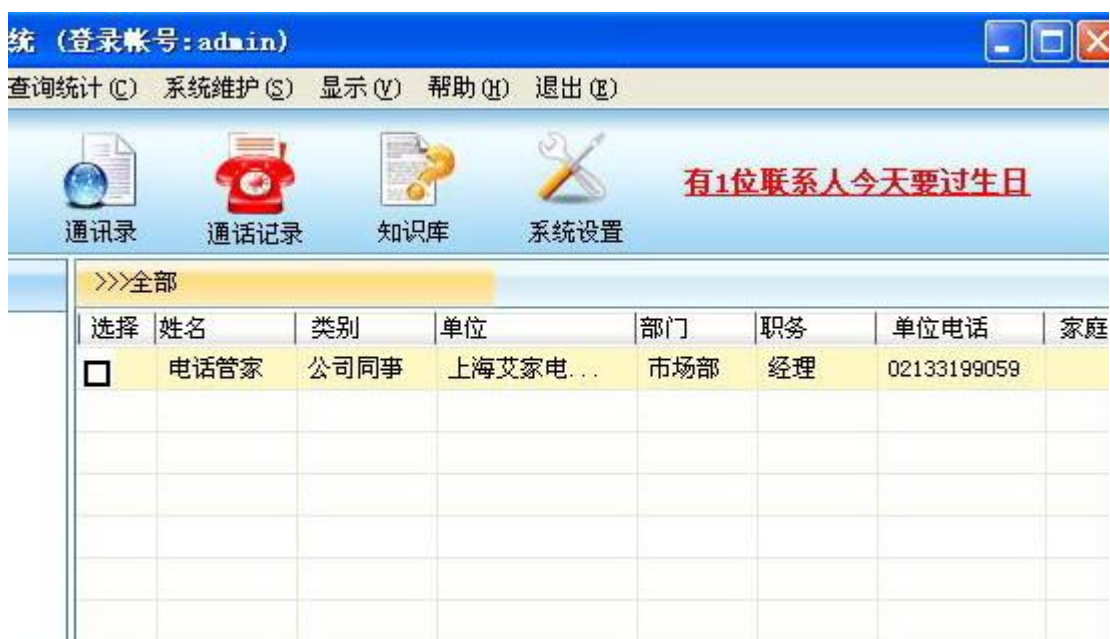 统 (登录帐号:admin)
查询统计(C) 系统维护(S) 显示(V) 帮助(H) 退出(E)
有1位联系人今天要过生日
通讯录 通话记录 知识库 系统设置
>>>全部
选择 姓名 类别 单位 部门 职务 单位电话 家庭
电话管家 公司同事 上海艾家电... 市场部 经理 02133199059